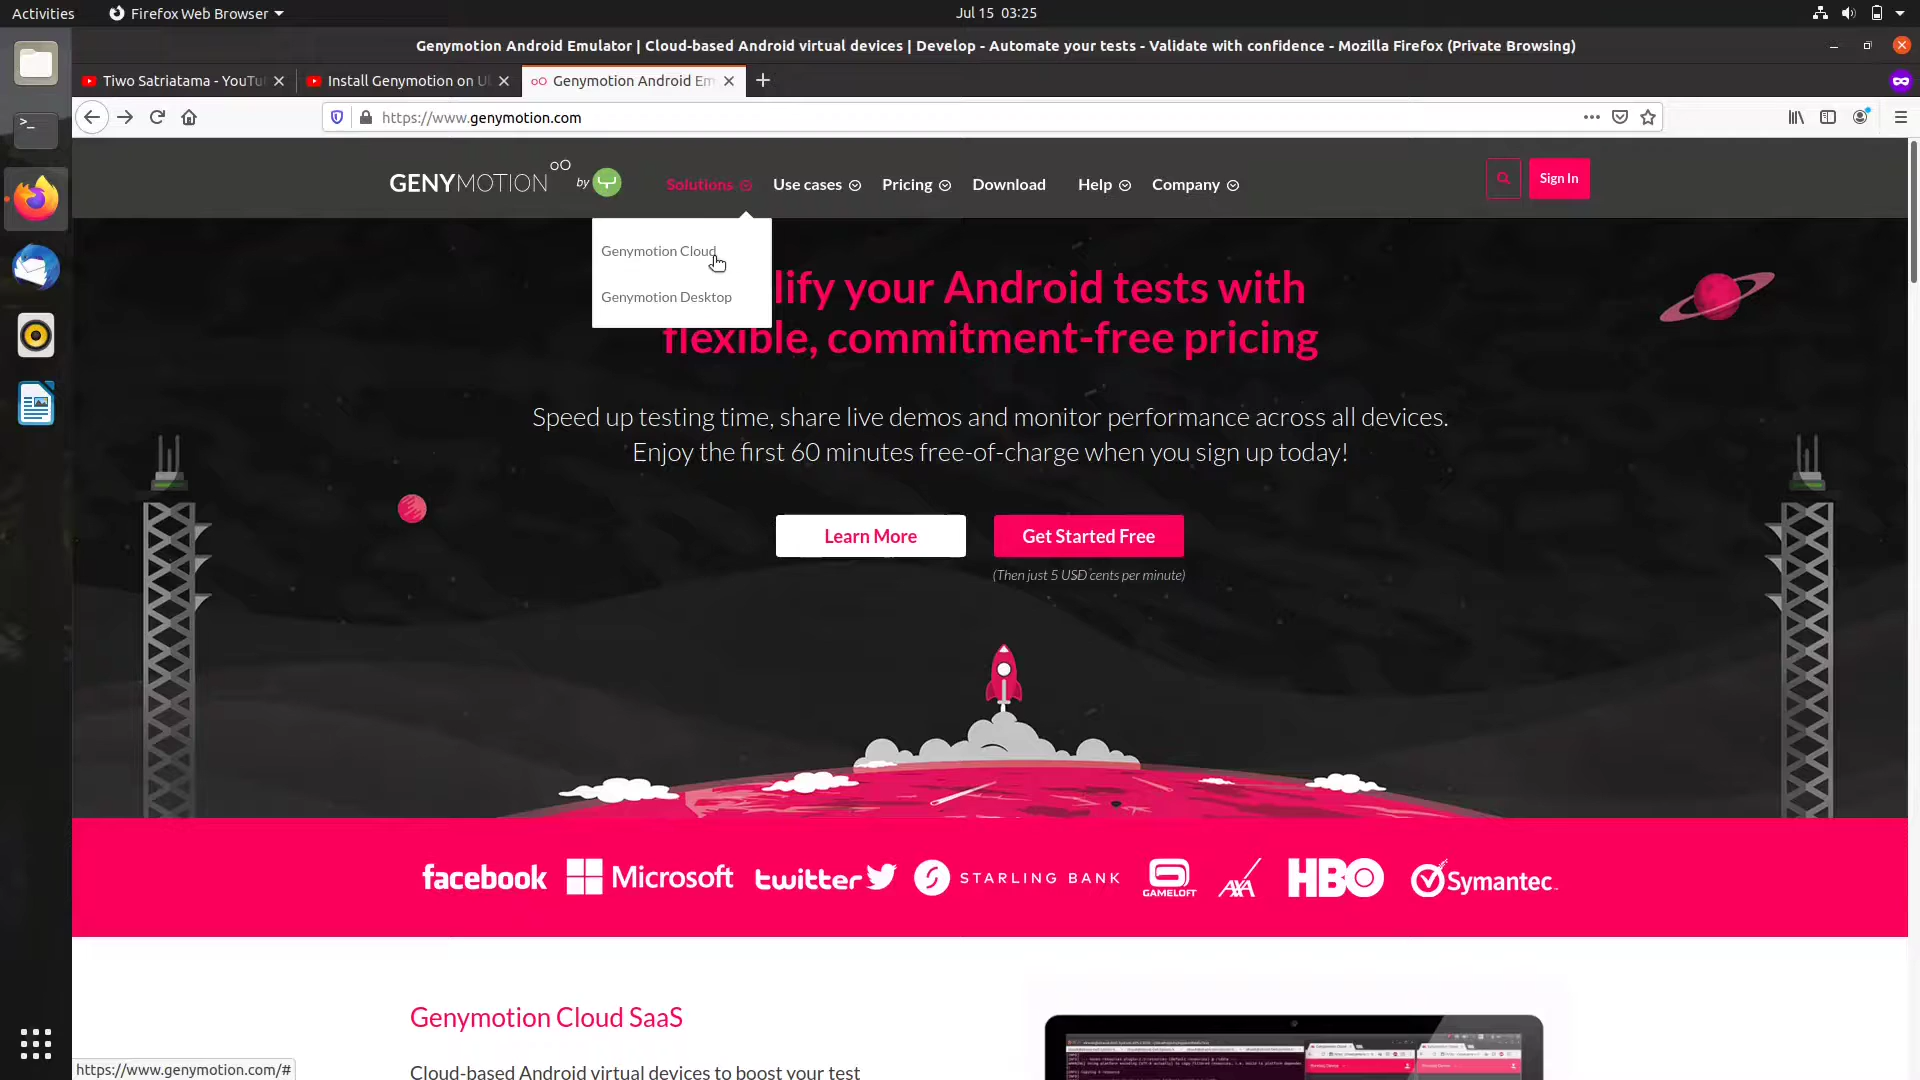 Activities
Firefox Web Browser
Jul 15 03:25
Genymotion Android Emulator | Cloud-based Android virtual devices | Develop - Automate your tests - Validate with confidence - Mozilla Firefox (Private Browsing)
Tiwo Satriatama - YouTu
Install Genymotion on U
Genymotion Android Em
https://www.genymotion.com
GENYMOTION by
Solutions
Use cases
Pricing
Download
Help
Company
Sign In
Genymotion Cloud
Genymotion Desktop
lify your Android tests with
flexible, commitment-free pricing
Speed up testing time, share live demos and monitor performance across all devices.
Enjoy the first 60 minutes free-of-charge when you sign up today!
Learn More
Get Started Free
(Then just 5 USD cents per minute)
facebook
Microsoft
twitter
STARLING BANK
GAMELOFT
AXA
HBO
Symantec
Genymotion Cloud SaaS
Cloud-based Android virtual devices to boost your test
https://www.genymotion.com/#